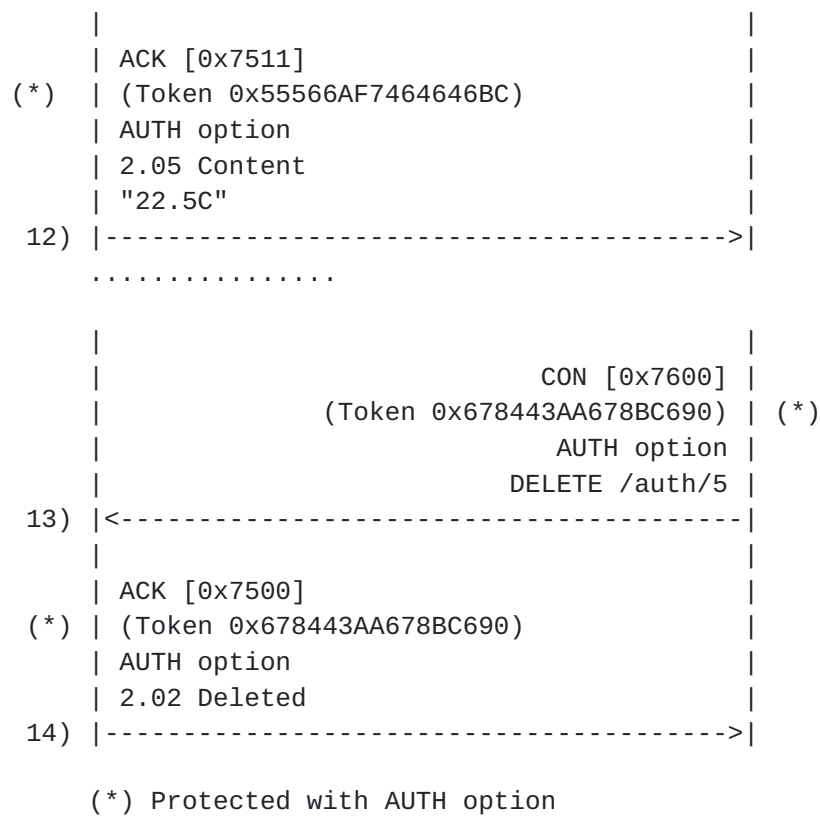 |                                         |
| ACK [0x7511]                            |
(*)  | (Token 0x55566AF7464646BC)              |
| AUTH option                             |
| 2.05 Content                            |
| "22.5C"                                 |
12) |---------------------------------------->|
................
|                                         |
|                            CON [0x7600] |
|              (Token 0x678443AA678BC690) | (*)
|                             AUTH option |
|                          DELETE /auth/5 |
13) |<----------------------------------------|
|                                         |
| ACK [0x7500]                            |
(*) | (Token 0x678443AA678BC690)              |
| AUTH option                             |
| 2.02 Deleted                            |
14) |---------------------------------------->|
(*) Protected with AUTH option